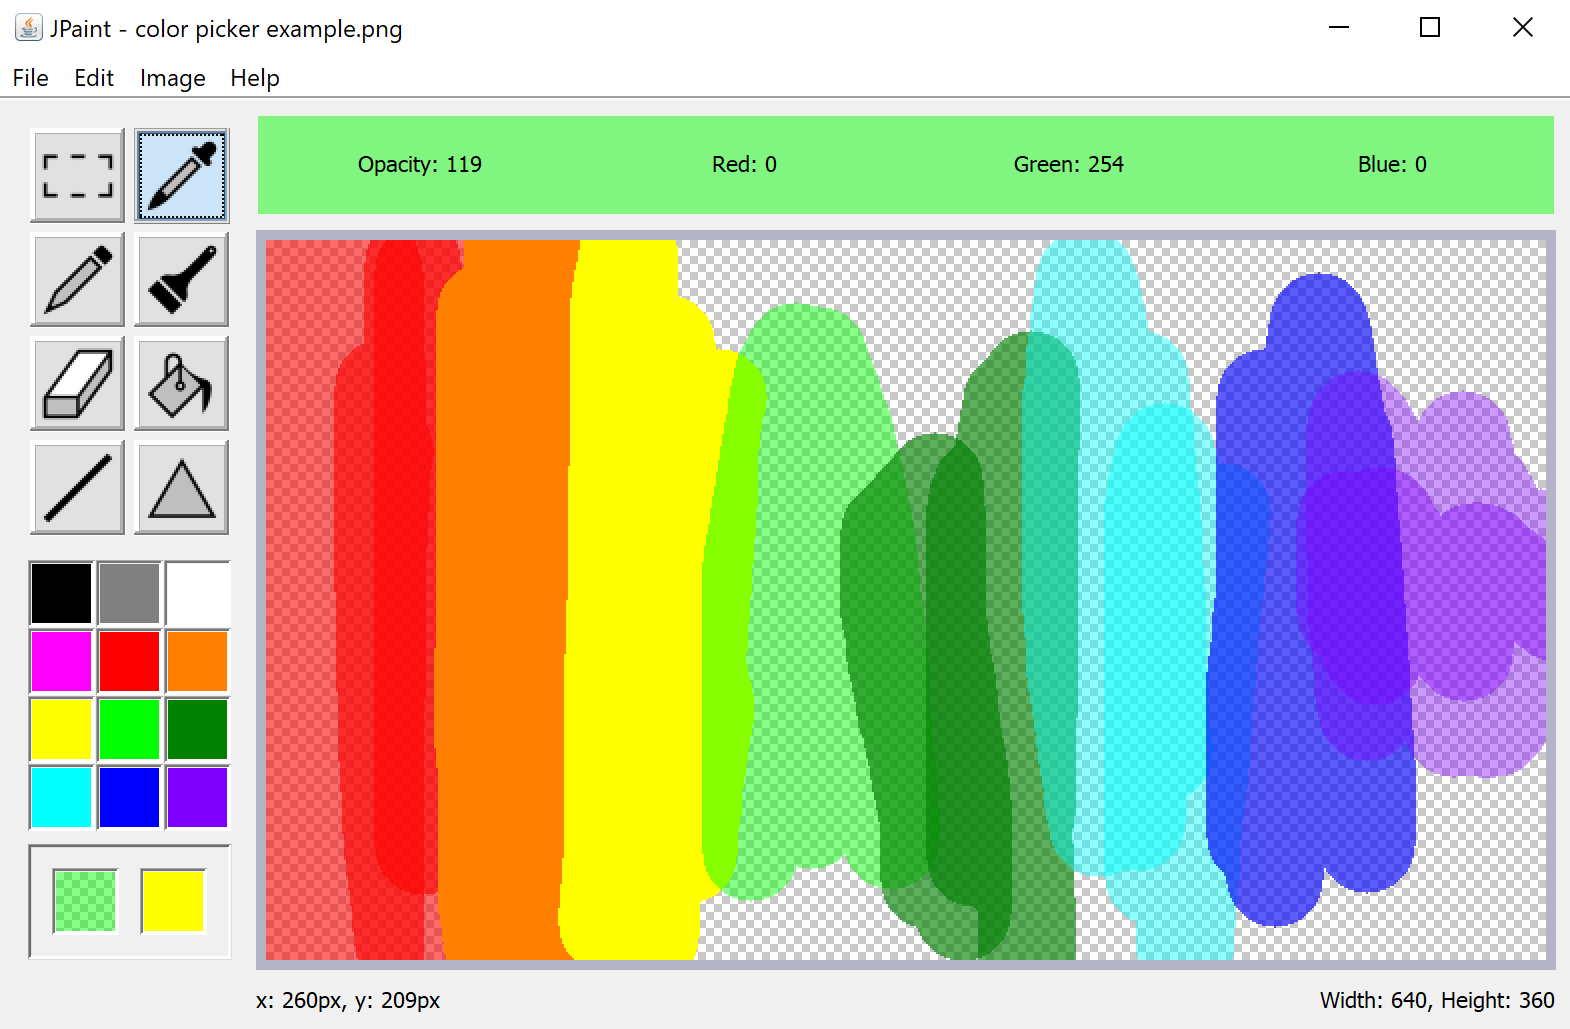 JPaint - color picker example.png
File Edit Image Help
Opacity: 119 Red: 0 Green: 254 Blue: 0
x: 260px, y: 209px Width: 640, Height: 360